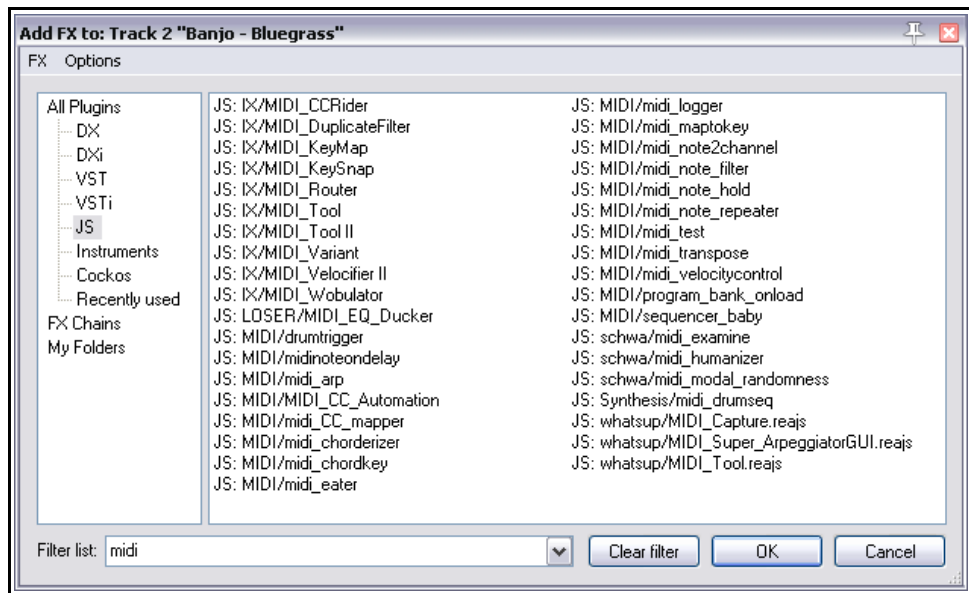 Add FX to: Track 2 "Banjo - Bluegrass"
FX Options
All Plugins
DX
DXi
VST
VSTi
JS
Instruments
Cockos
Recently used
FX Chains
My Folders
JS: IX/MIDI_CCRider
JS: IX/MIDI_DuplicateFilter
JS: IX/MIDI_KeyMap
JS: IX/MIDI_KeySnap
JS: IX/MIDI_Router
JS: IX/MIDI_Tool
JS: IX/MIDI_Tool II
JS: IX/MIDI_Variant
JS: IX/MIDI_Velocifier II
JS: IX/MIDI_Wobulator
JS: LOSER/MIDI_EQ_Ducker
JS: MIDI/drumtrigger
JS: MIDI/midinoteondelay
JS: MIDI/midi_arp
JS: MIDI/MIDI_CC_Automation
JS: MIDI/midi_CC_mapper
JS: MIDI/midi_chorderizer
JS: MIDI/midi_chordkey
JS: MIDI/midi_eater
JS: MIDI/midi_logger
JS: MIDI/midi_maptokey
JS: MIDI/midi_note2channel
JS: MIDI/midi_note_filter
JS: MIDI/midi_note_hold
JS: MIDI/midi_note_repeater
JS: MIDI/midi_test
JS: MIDI/midi_transpose
JS: MIDI/midi_velocitycontrol
JS: MIDI/program_bank_onload
JS: MIDI/sequencer_baby
JS: schwa/midi_examine
JS: schwa/midi_humanizer
JS: schwa/midi_modal_randomness
JS: Synthesis/midi_drumseq
JS: whatsup/MIDI_Capture.reajs
JS: whatsup/MIDI_Super_ArpeggiatorGUI.reajs
JS: whatsup/MIDI_Tool.reajs
Filter list: midi
Clear filter OK Cancel